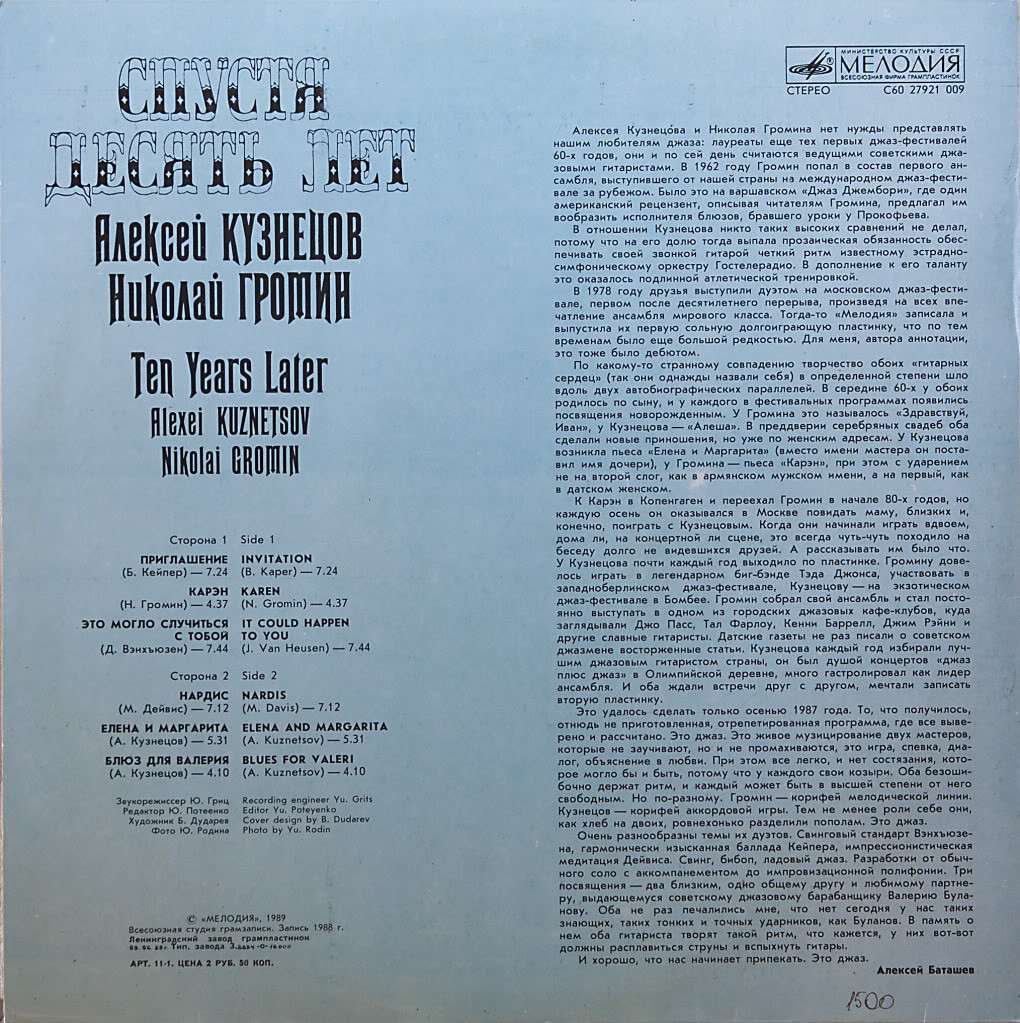 СПУСТЯ
ДЕСЯТЬ ЛЕТ
Алексей КУЗНЕЦОВ
Николай ГРОМИН
Ten Years Later
Alexei KUZNETSOV
Nikolai GROMIN
Сторона 1 Side 1
ПРИГЛАШЕНИЕ INVITATION
(Б. Кейпер) — 7.24 (B. Kaper) — 7.24
КАРЭН KAREN
(Н. Громин) — 4.37 (N. Gromin) — 4.37
ЭТО МОГЛО СЛУЧИТЬСЯ IT COULD HAPPEN
С ТОБОЙ TO YOU
(Д. Вэнхъюзен) — 7.44 (J. Van Heusen) — 7.44
Сторона 2 Side 2
НАРДИС NARDIS
(М. Дейвис) — 7.12 (M. Davis) — 7.12
ЕЛЕНА И МАРГАРИТА ELENA AND MARGARITA
(А. Кузнецов) — 5.31 (A. Kuznetsov) — 5.31
БЛЮЗ ДЛЯ ВАЛЕРИЯ BLUES FOR VALERI
(А. Кузнецов) — 4.10 (A. Kuznetsov) — 4.10
Звукорежиссер Ю. Гриц Recording engineer Yu. Grits
Редактор Ю. Потеенко Editor Yu. Poteyenko
Художник Б. Дударев Cover design by B. Dudarev
Фото Ю. Родина Photo by Yu. Rodin
© «МЕЛОДИЯ», 1989
Всесоюзная студия грамзаписи. Запись 1988 г.
Ленинградский завод грампластинок
Тип. завода
АРТ. 11-1. ЦЕНА 2 РУБ. 50 КОП.
МИНИСТЕРСТВО КУЛЬТУРЫ СССР
® МЕЛОДИЯ
ВСЕСОЮЗНАЯ ФИРМА ГРАМПЛАСТИНОК
СТЕРЕО С60 27921 009
Алексея Кузнецова и Николая Громина нет нужды представлять
нашим любителям джаза: лауреаты еще тех первых джаз-фестивалей
60-х годов, они и по сей день считаются ведущими советскими джа-
зовыми гитаристами. В 1962 году Громин попал в состав первого ан-
самбля, выступившего от нашей страны на международном джаз-фести-
вале за рубежом. Было это на варшавском «Джаз Джембори», где один
американский рецензент, описывая читателям Громина, предлагал им
вообразить исполнителя блюзов, бравшего уроки у Прокофьева.
В отношении Кузнецова никто таких высоких сравнений не делал,
потому что на его долю тогда выпала прозаическая обязанность обес-
печивать своей звонкой гитарой четкий ритм известному эстрадно-
симфоническому оркестру Гостелерадио. В дополнение к его таланту
это оказалось подлинной атлетической тренировкой.
В 1978 году друзья выступили дуэтом на московском джаз-фести-
вале, первом после десятилетнего перерыва, произведя на всех впе-
чатление ансамбля мирового класса. Тогда-то «Мелодия» записала и
выпустила их первую сольную долгоиграющую пластинку, что по тем
временам было еще большой редкостью. Для меня, автора аннотации,
это тоже было дебютом.
По какому-то странному совпадению творчество обоих «гитарных
сердец» (так они однажды назвали себя) в определенной степени шло
вдоль двух автобиографических параллелей. В середине 60-х у обоих
родилось по сыну, и у каждого в фестивальных программах появились
посвящения новорожденным. У Громина это называлось «Здравствуй,
Иван», у Кузнецова — «Алеша». В преддверии серебряных свадеб оба
сделали новые приношения, но уже по женским адресам. У Кузнецова
возникла пьеса «Елена и Маргарита» (вместо имени мастера он поста-
вил имя дочери), у Громина — пьеса «Карэн», при этом с ударением
не на второй слог, как в армянском мужском имени, а на первый, как
в датском женском.
К Карэн в Копенгаген и переехал Громин в начале 80-х годов, но
каждую осень он оказывался в Москве повидать маму, близких и,
конечно, поиграть с Кузнецовым. Когда они начинали играть вдвоем,
дома ли, на концертной ли сцене, это всегда чуть-чуть походило на
беседу долго не видевшихся друзей. А рассказывать им было что.
У Кузнецова почти каждый год выходило по пластинке. Громину дове-
лось играть в легендарном биг-бэнде Тэда Джонса, участвовать в
западноберлинском джаз-фестивале, Кузнецову — на экзотическом
джаз-фестивале в Бомбее. Громин собрал свой ансамбль и стал посто-
янно выступать в одном из городских джазовых кафе-клубов, куда
заглядывали Джо Пасс, Тал Фарлоу, Кенни Баррелл, Джим Рэйни и
другие славные гитаристы. Датские газеты не раз писали о советском
джазмене восторженные статьи. Кузнецова каждый год избирали луч-
шим джазовым гитаристом страны, он был душой концертов «джаз
плюс джаз» в Олимпийской деревне, много гастролировал как лидер
ансамбля. И оба ждали встречи друг с другом, мечтали записать
вторую пластинку.
Это удалось сделать только осенью 1987 года. То, что получилось,
отнюдь не приготовленная, отрепетированная программа, где все выве-
рено и рассчитано. Это джаз. Это живое музицирование двух мастеров,
которые не заучивают, но и не промахиваются, это игра, спевка, диа-
лог, объяснение в любви. При этом все легко, и нет состязания, кото-
рое могло бы и быть, потому что у каждого свои козыри. Оба безоши-
бочно держат ритм, и каждый может быть в высшей степени от него
свободным. Но по-разному. Громин — корифей мелодической линии.
Кузнецов — корифей аккордовой игры. Тем не менее роли себе они,
как хлеб на двоих, ровнехонько разделили пополам. Это джаз.
Очень разнообразны темы их дуэтов. Свинговый стандарт Вэнхъюзе-
на, гармонически изысканная баллада Кейпера, импрессионистическая
медитация Дейвиса. Свинг, бибоп, ладовый джаз. Разработки от обыч-
ного соло с аккомпанементом до импровизационной полифонии. Три
посвящения — два близким, одно общему другу и любимому партне-
ру, выдающемуся советскому джазовому барабанщику Валерию Була-
нову. Оба не раз печалились мне, что нет сегодня у нас таких
знающих, таких тонких и точных ударников, как Буланов. В память о
нем оба гитариста творят такой ритм, что кажется, у них вот-вот
должны расплавиться струны и вспыхнуть гитары.
И хорошо, что нас начинает припекать. Это джаз.
Алексей Баташев
1500